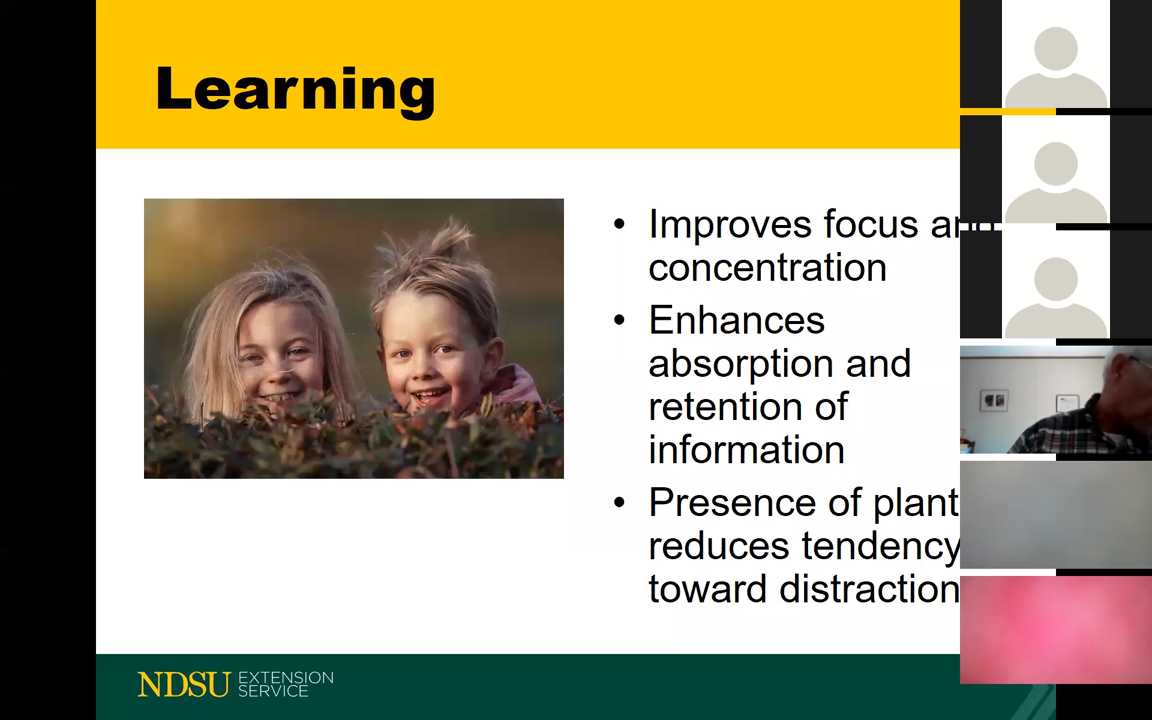 Learning
• Improves focus and
concentration
• Enhances
absorption and
retention of
information
• Presence of plant
reduces tendency
toward distraction
NDSU EXTENSION
SERVICE